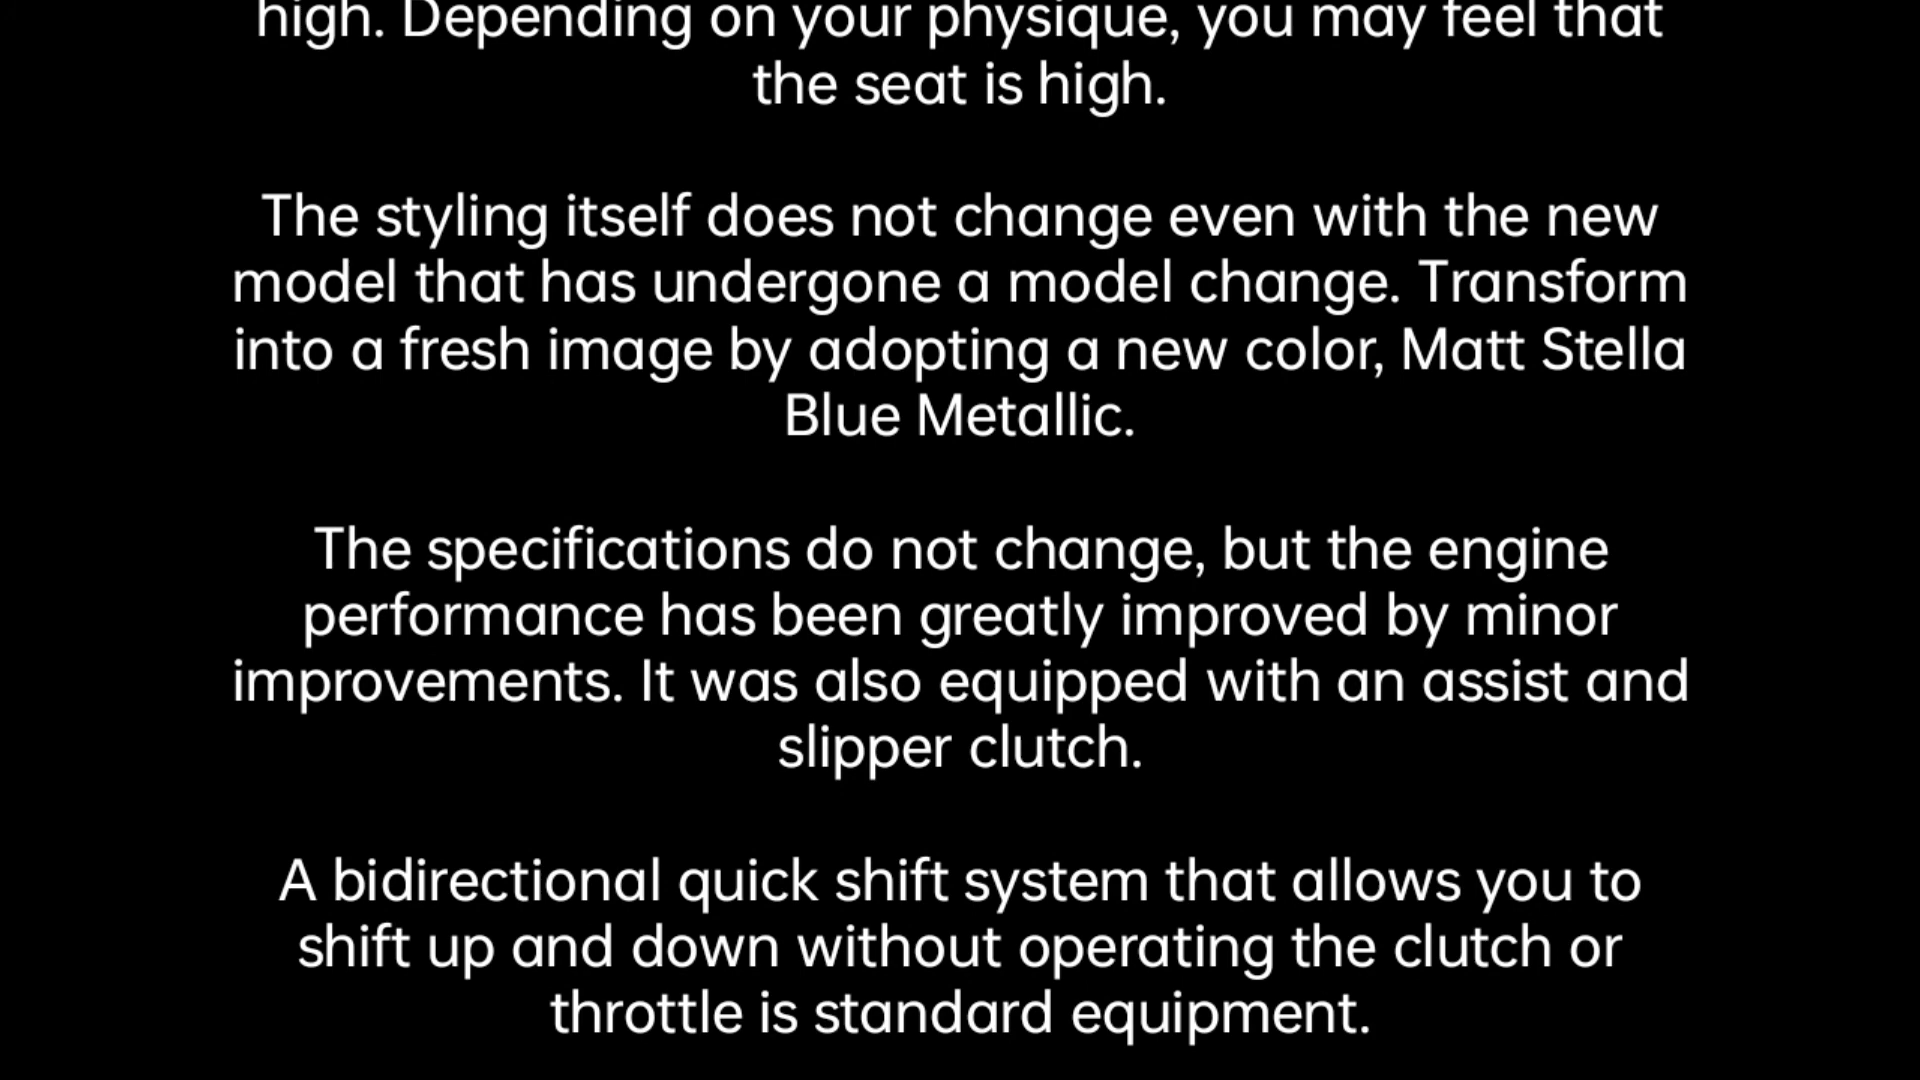 high. Depending on your physique, you may feel that
the seat is high.
The styling itself does not change even with the new
model that has undergone a model change. Transform
into a fresh image by adopting a new color, Matt Stella
Blue Metallic.
The specifications do not change, but the engine
performance has been greatly improved by minor
improvements. It was also equipped with an assist and
slipper clutch.
A bidirectional quick shift system that allows you to
shift up and down without operating the clutch or
throttle is standard equipment.